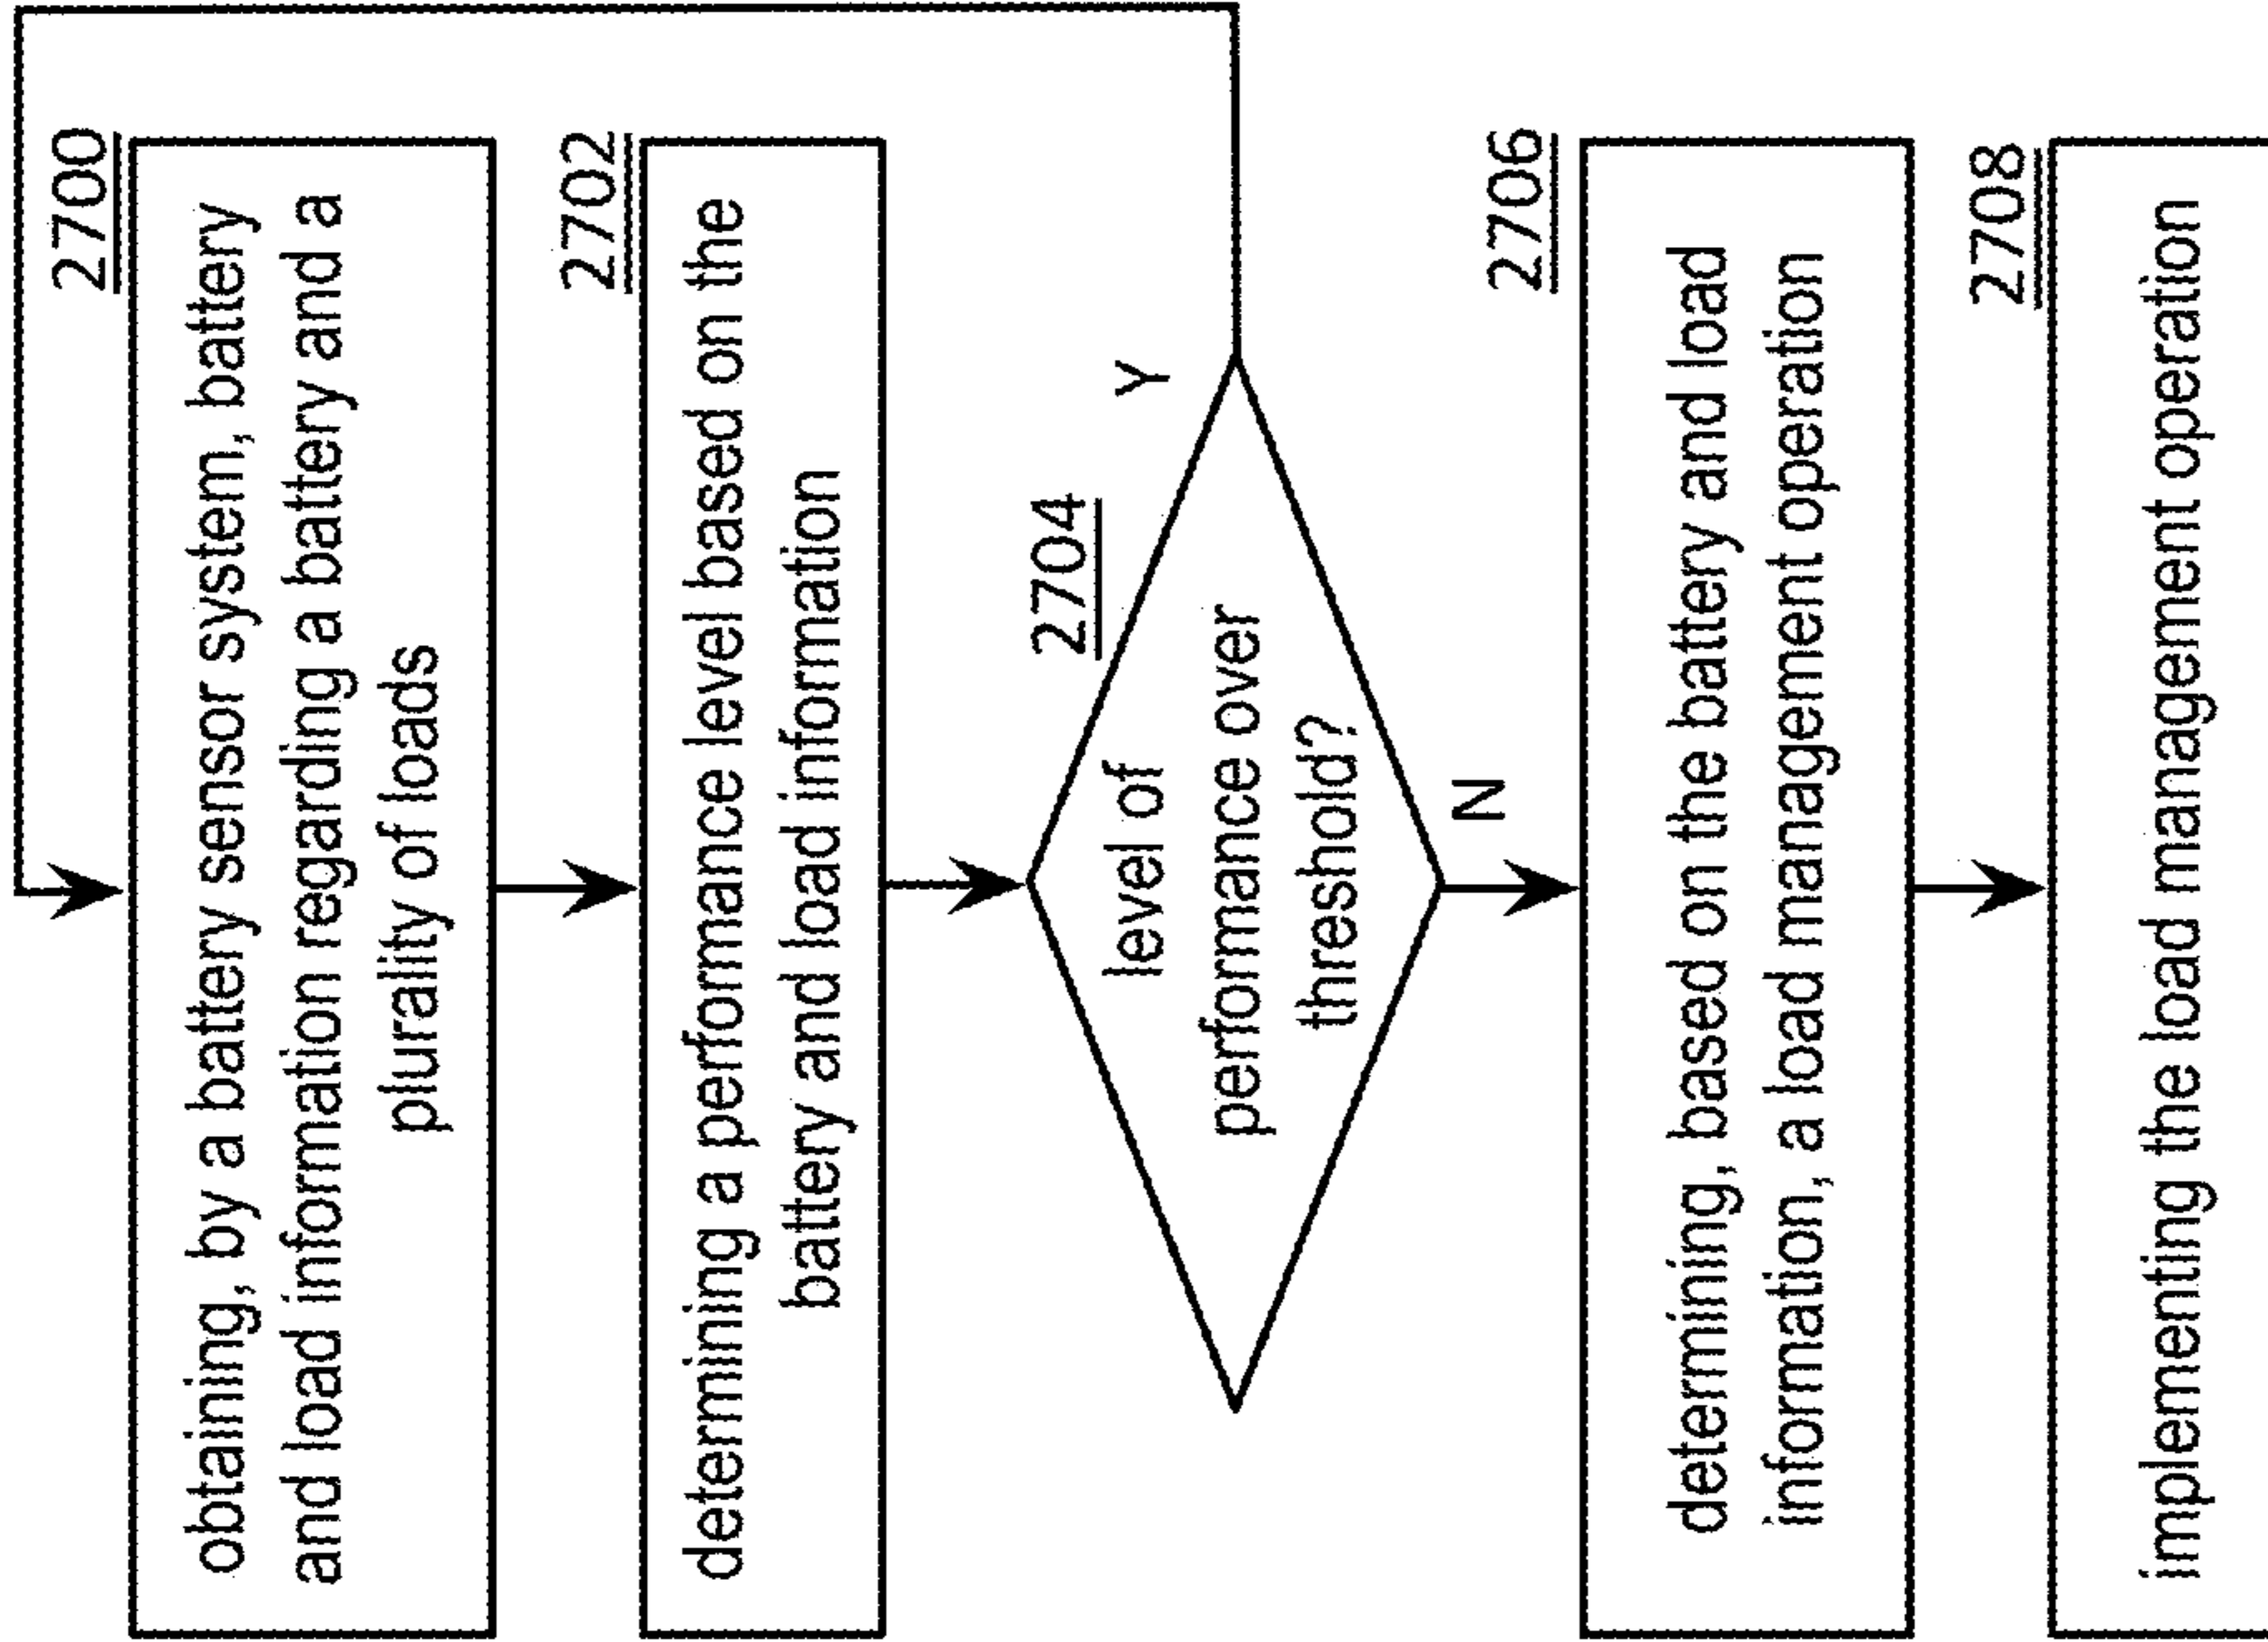 2700
obtaining, by a battery sensor system, battery
and load information regarding a battery and a
plurality of loads
2702
determining a performance level based on the
battery and load information
2704
level of
performance over
threshold?
Y
N
2706
determining, based on the battery and load
information, a load management operation
2708
implementing the load management operation